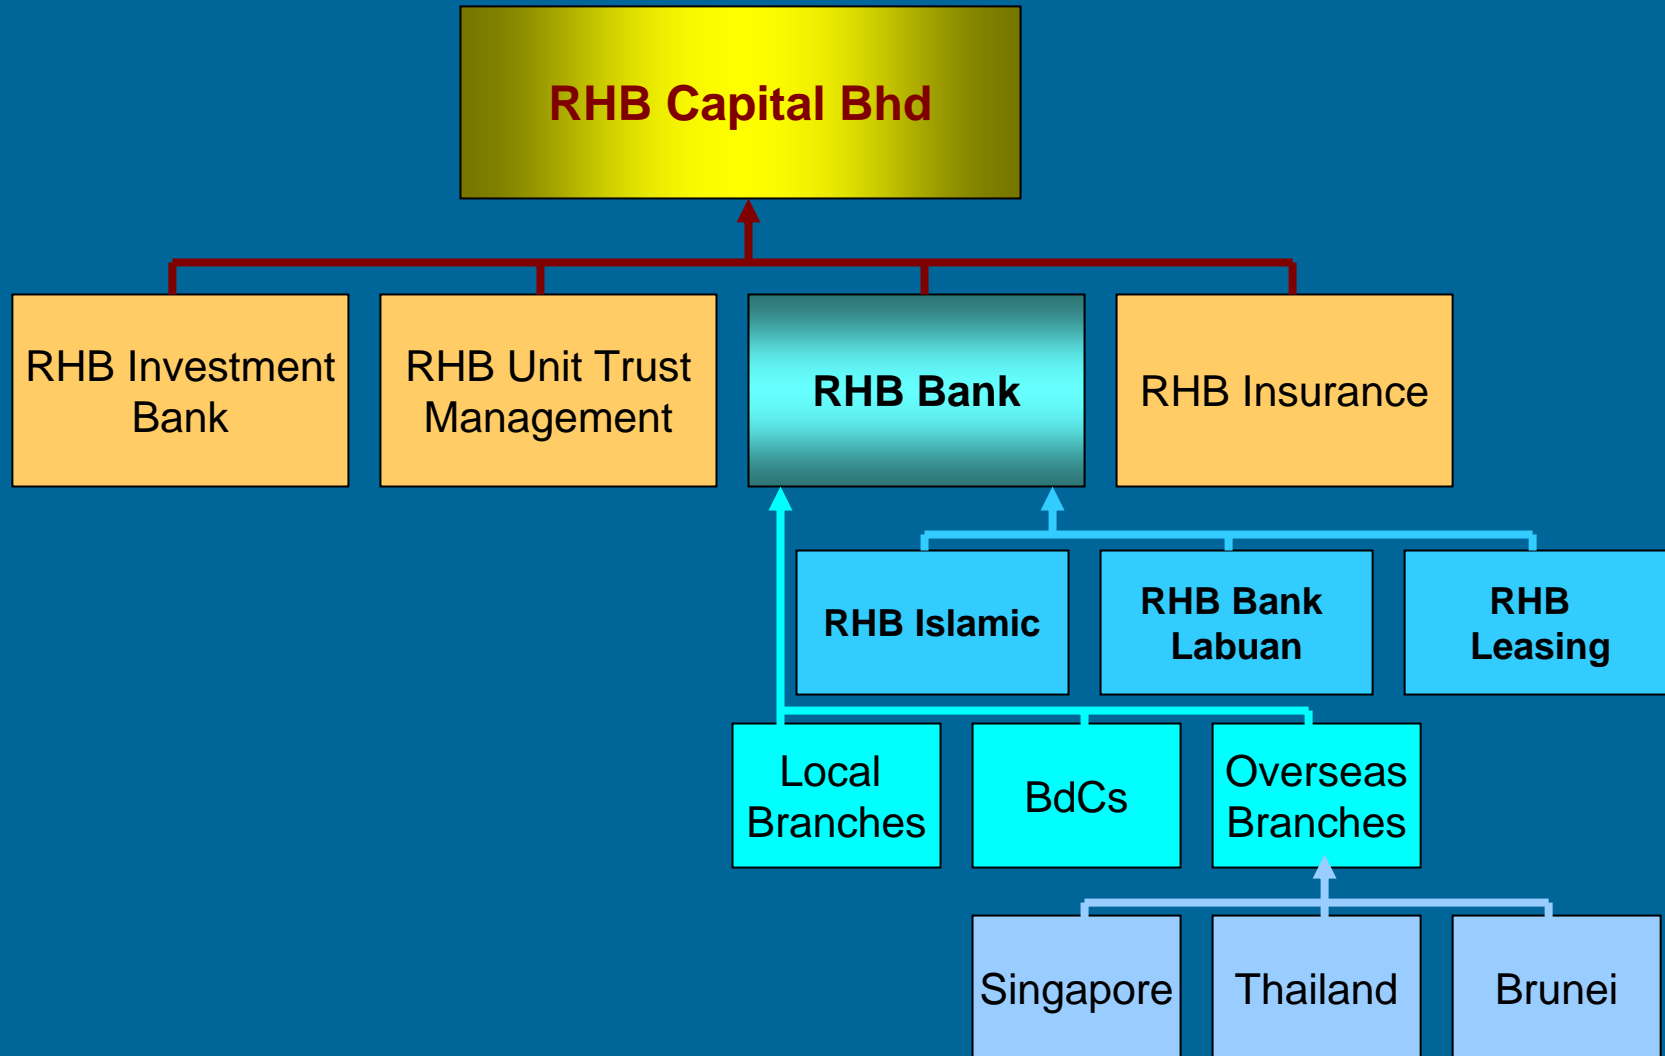 RHB Capital Bhd
RHB Investment
Bank
RHB Unit Trust
Management
RHB Bank
RHB Insurance
RHB Islamic
RHB Bank
Labuan
RHB
Leasing
Local
Branches
BdCs
Overseas
Branches
Singapore
Thailand
Brunei